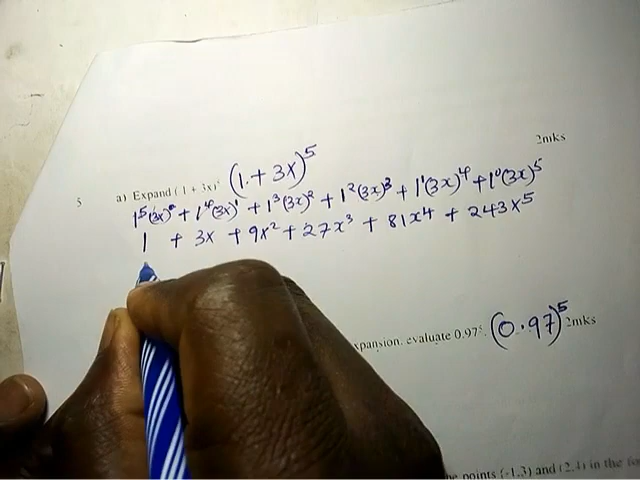 2mks
5 a) Expand (1 + 3x)⁵ (1 + 3x)⁵
1⁵(3x)⁰ + 1⁴(3x)¹ + 1³(3x)² + 1²(3x)³ + 1¹(3x)⁴ + 1⁰(3x)⁵
1 + 3x + 9x² + 27x³ + 81x⁴ + 243x⁵
xpansion, evaluate 0.97⁵. (0.97)⁵ 2mks
points (-1,3) and (2,4) in the